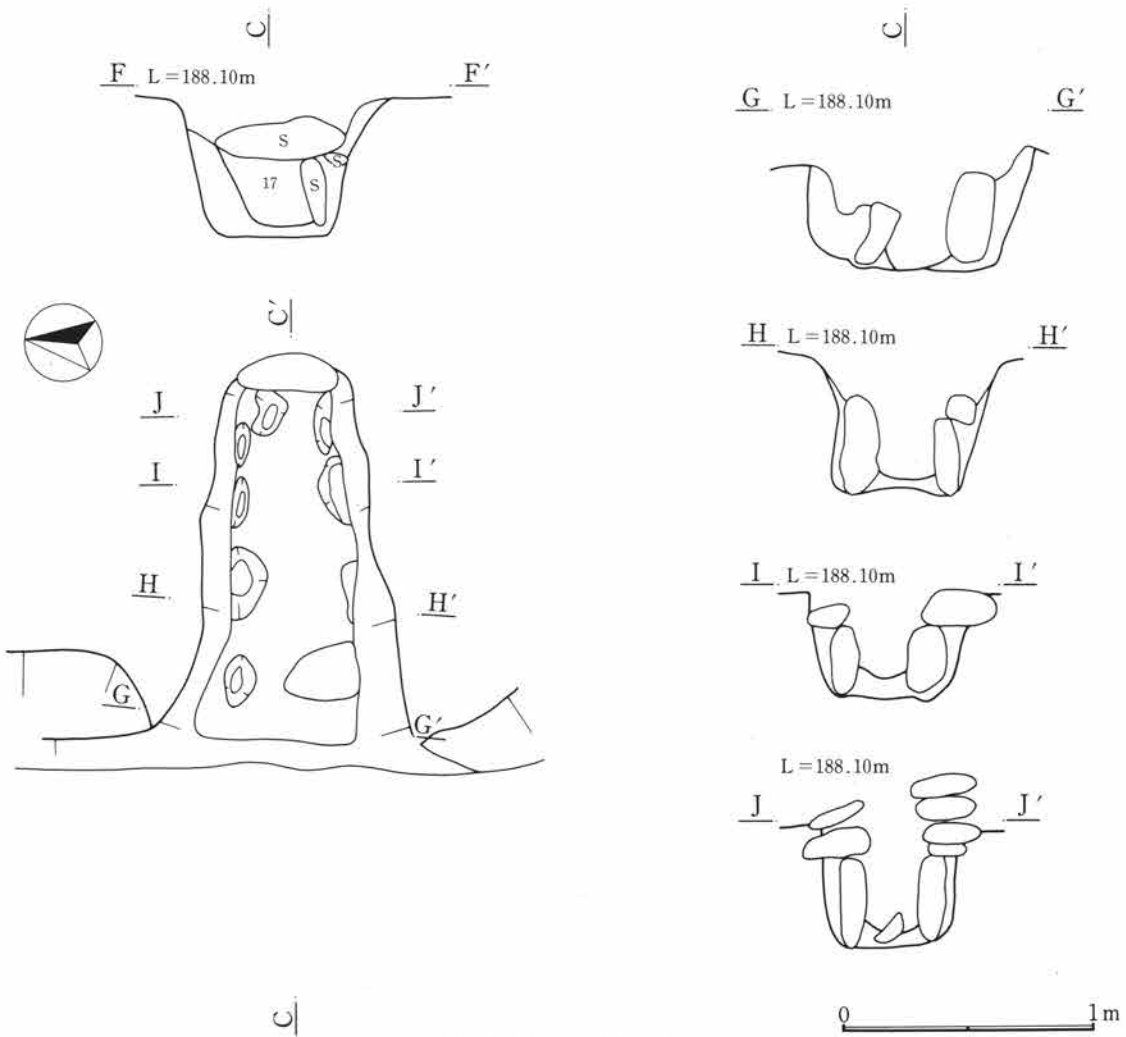 C
F L=188.10m F′
S
S
17 S
C′
J J′
I I′
H H′
G
G′
C
C
G L=188.10m G′
H L=188.10m H′
I L=188.10m I′
L=188.10m
J J′
0 1m